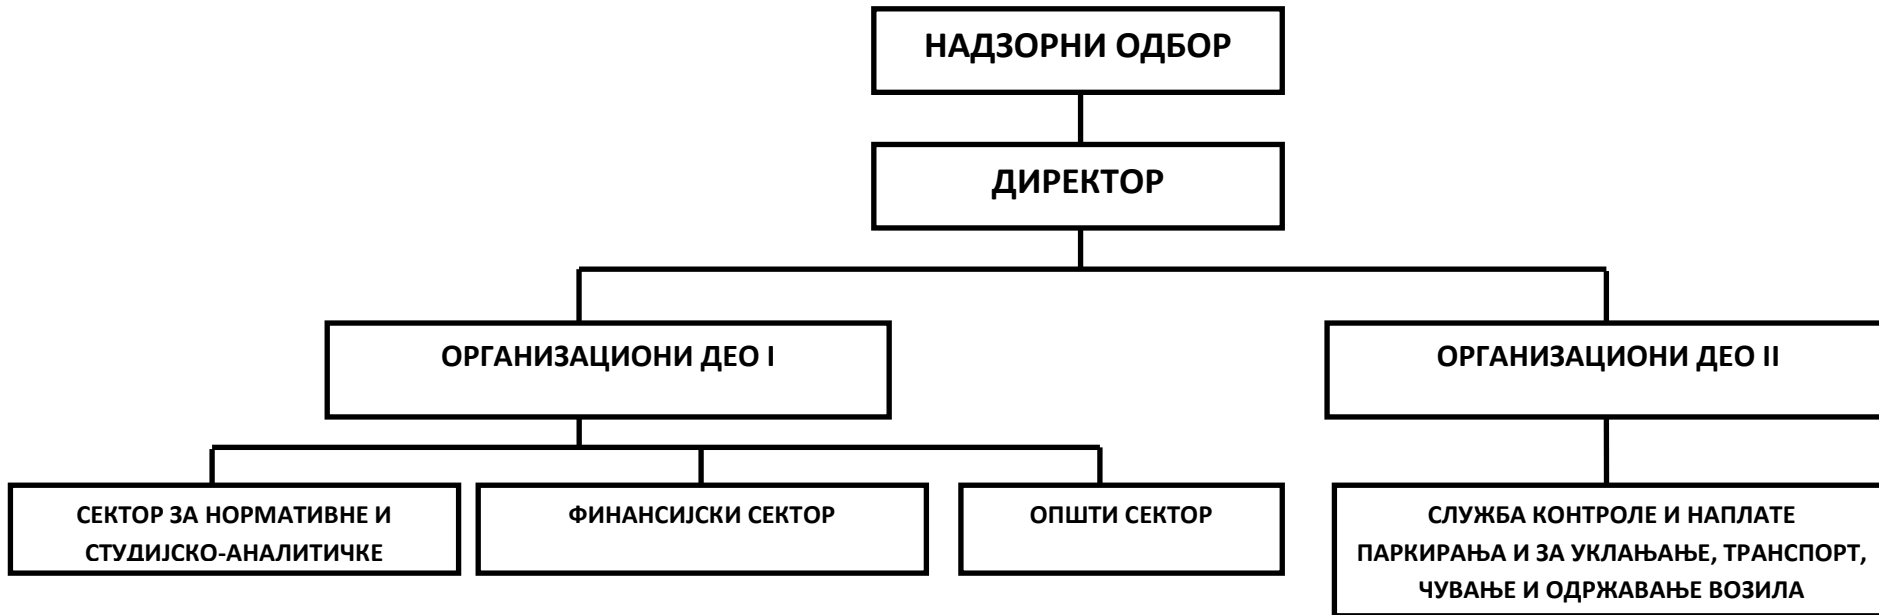 НАДЗОРНИ ОДБОР
ДИРЕКТОР
ОРГАНИЗАЦИОНИ ДЕО I
ОРГАНИЗАЦИОНИ ДЕО II
СЕКТОР ЗА НОРМАТИВНЕ И
СТУДИЈСКО-АНАЛИТИЧКЕ
ФИНАНСИЈСКИ СЕКТОР
ОПШТИ СЕКТОР
СЛУЖБА КОНТРОЛЕ И НАПЛАТЕ
ПАРКИРАЊА И ЗА УКЛАЊАЊЕ, ТРАНСПОРТ,
ЧУВАЊЕ И ОДРЖАВАЊЕ ВОЗИЛА